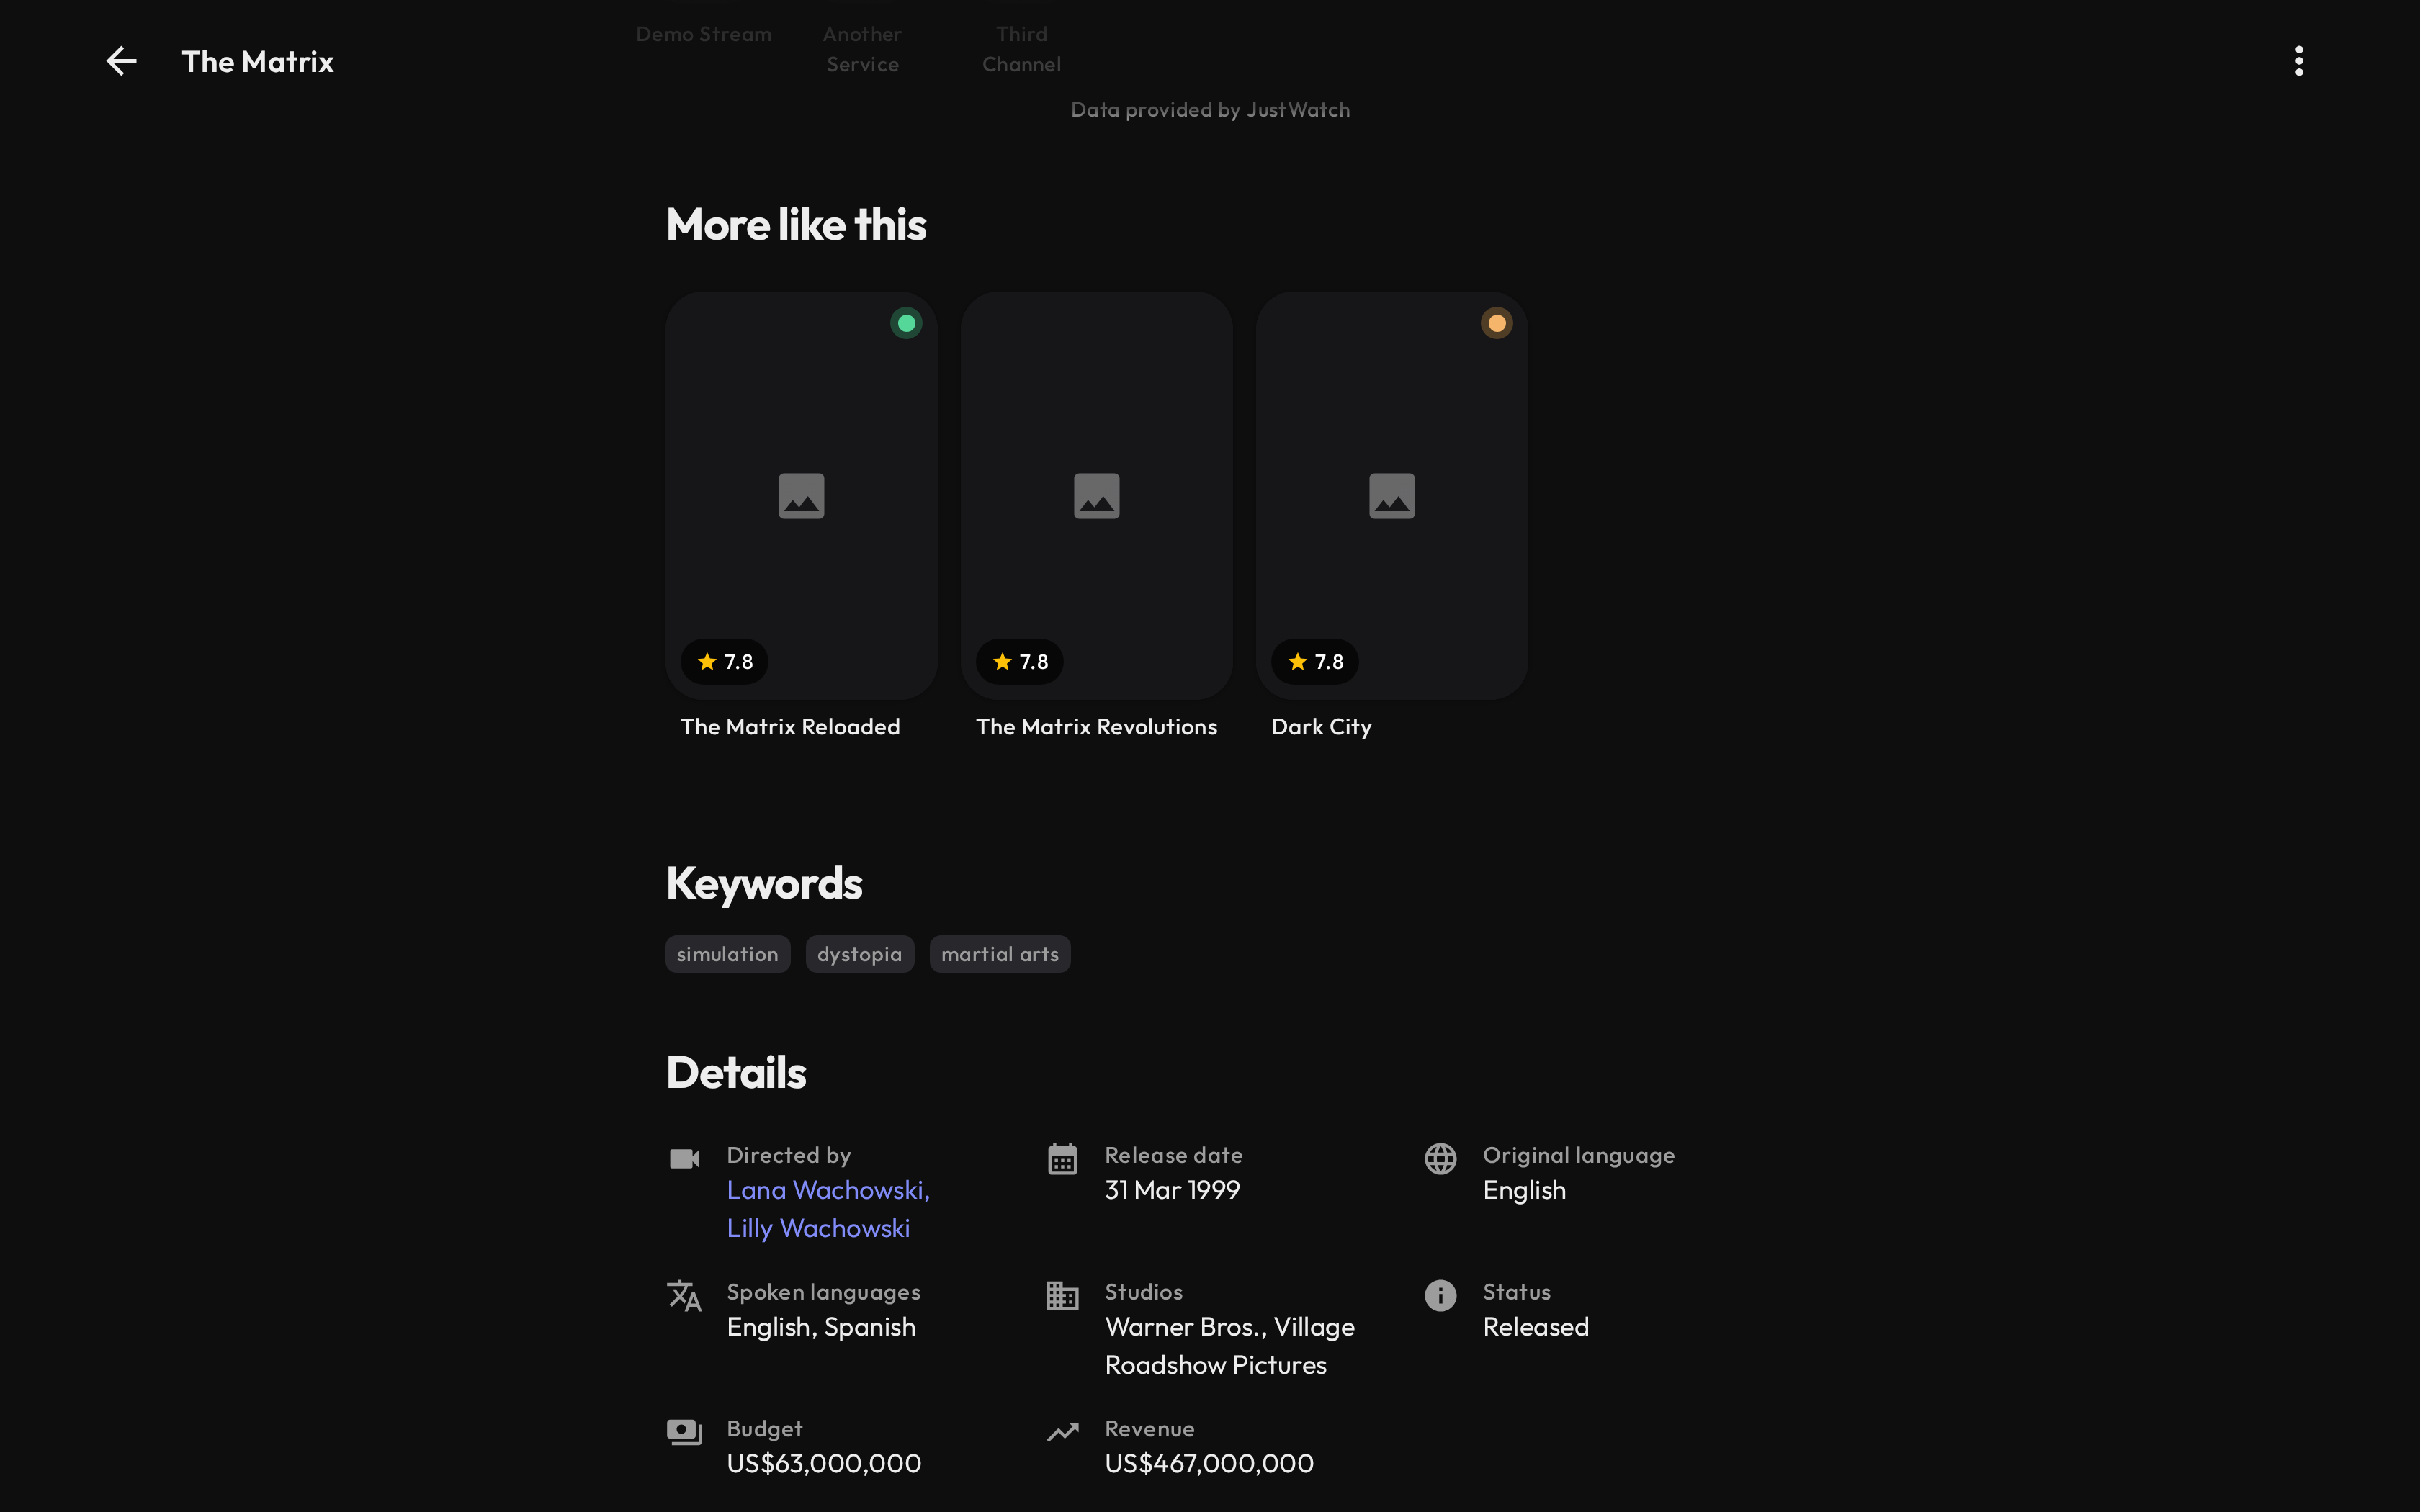 Demo Stream
Another
Service
Third
Channel
The Matrix
Data provided by JustWatch
More like this
7.8
7.8
7.8
The Matrix Reloaded
The Matrix Revolutions
Dark City
Keywords
simulation
dystopia
martial arts
Details
Directed by
Lana Wachowski,
Lilly Wachowski
Release date
31 Mar 1999
Original language
English
Spoken languages
English, Spanish
Studios
Warner Bros., Village
Roadshow Pictures
Status
Released
Budget
US$63,000,000
Revenue
US$467,000,000